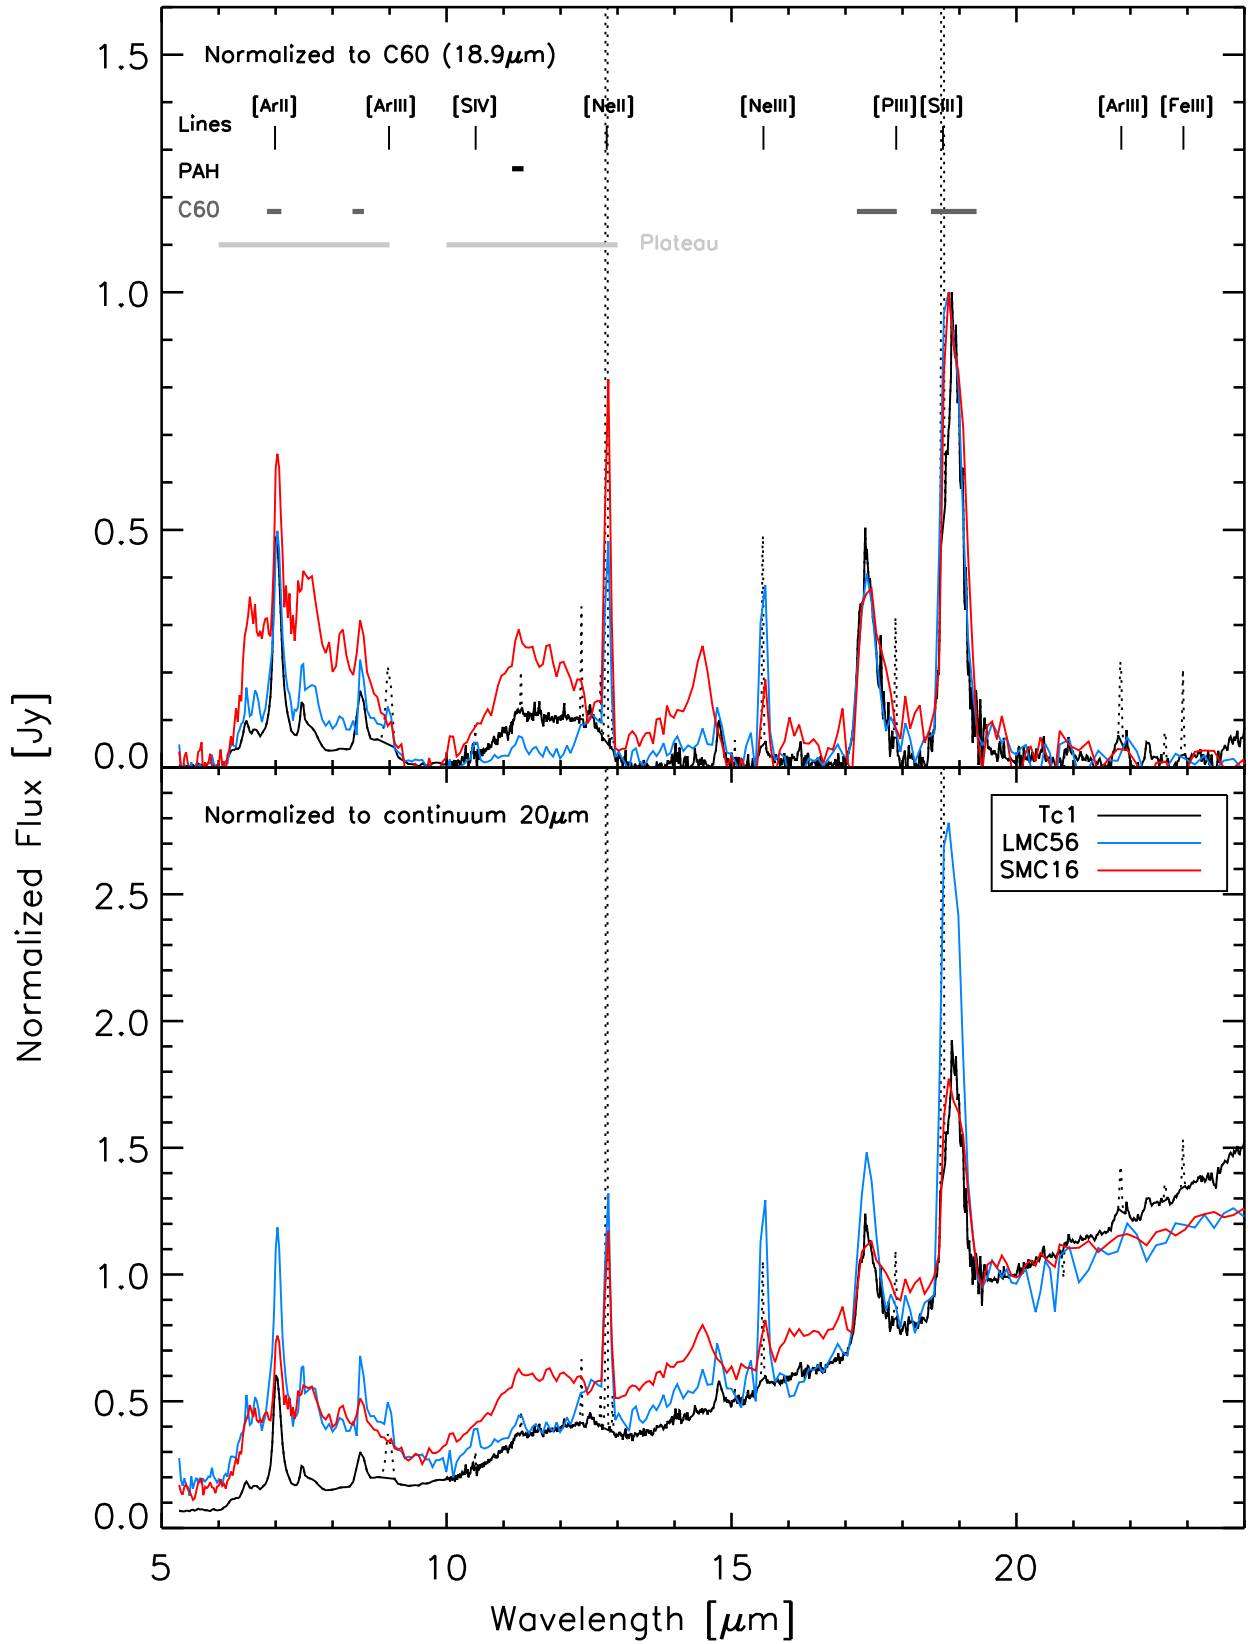 Normalized to C60 (18.9μm)
[ArII] [ArIII] [SIV] [NeII] [NeIII] [PIII] [SIII] [ArIII] [FeIII]
Lines
PAH
C60
Plateau
1.5
1.0
0.5
0.0
Normalized Flux [Jy]
Normalized to continuum 20μm
Tc1
LMC56
SMC16
2.5
2.0
1.5
1.0
0.5
0.0
5 10 15 20
Wavelength [μm]